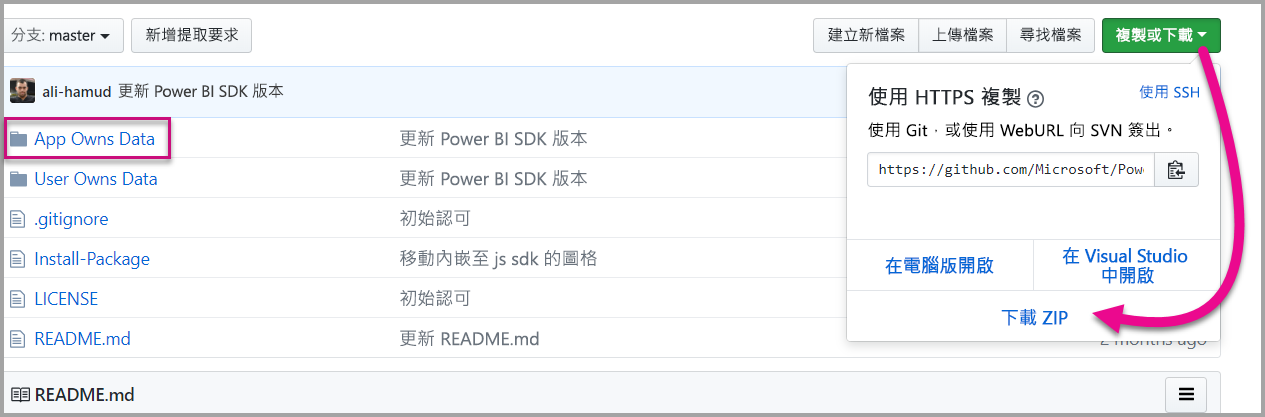 分支: master
新增提取要求
建立新檔案
上傳檔案
尋找檔案
複製或下載
ali-hamud 更新 Power BI SDK 版本
App Owns Data 更新 Power BI SDK 版本
User Owns Data 更新 Power BI SDK 版本
.gitignore 初始認可
Install-Package 移動內嵌至 js sdk 的圖格
LICENSE 初始認可
README.md 更新 README.md
2 months ago
README.md
使用 HTTPS 複製
使用 SSH
使用 Git，或使用 WebURL 向 SVN 簽出。
https://github.com/Microsoft/Pow
在電腦版開啟
在 Visual Studio
中開啟
下載 ZIP